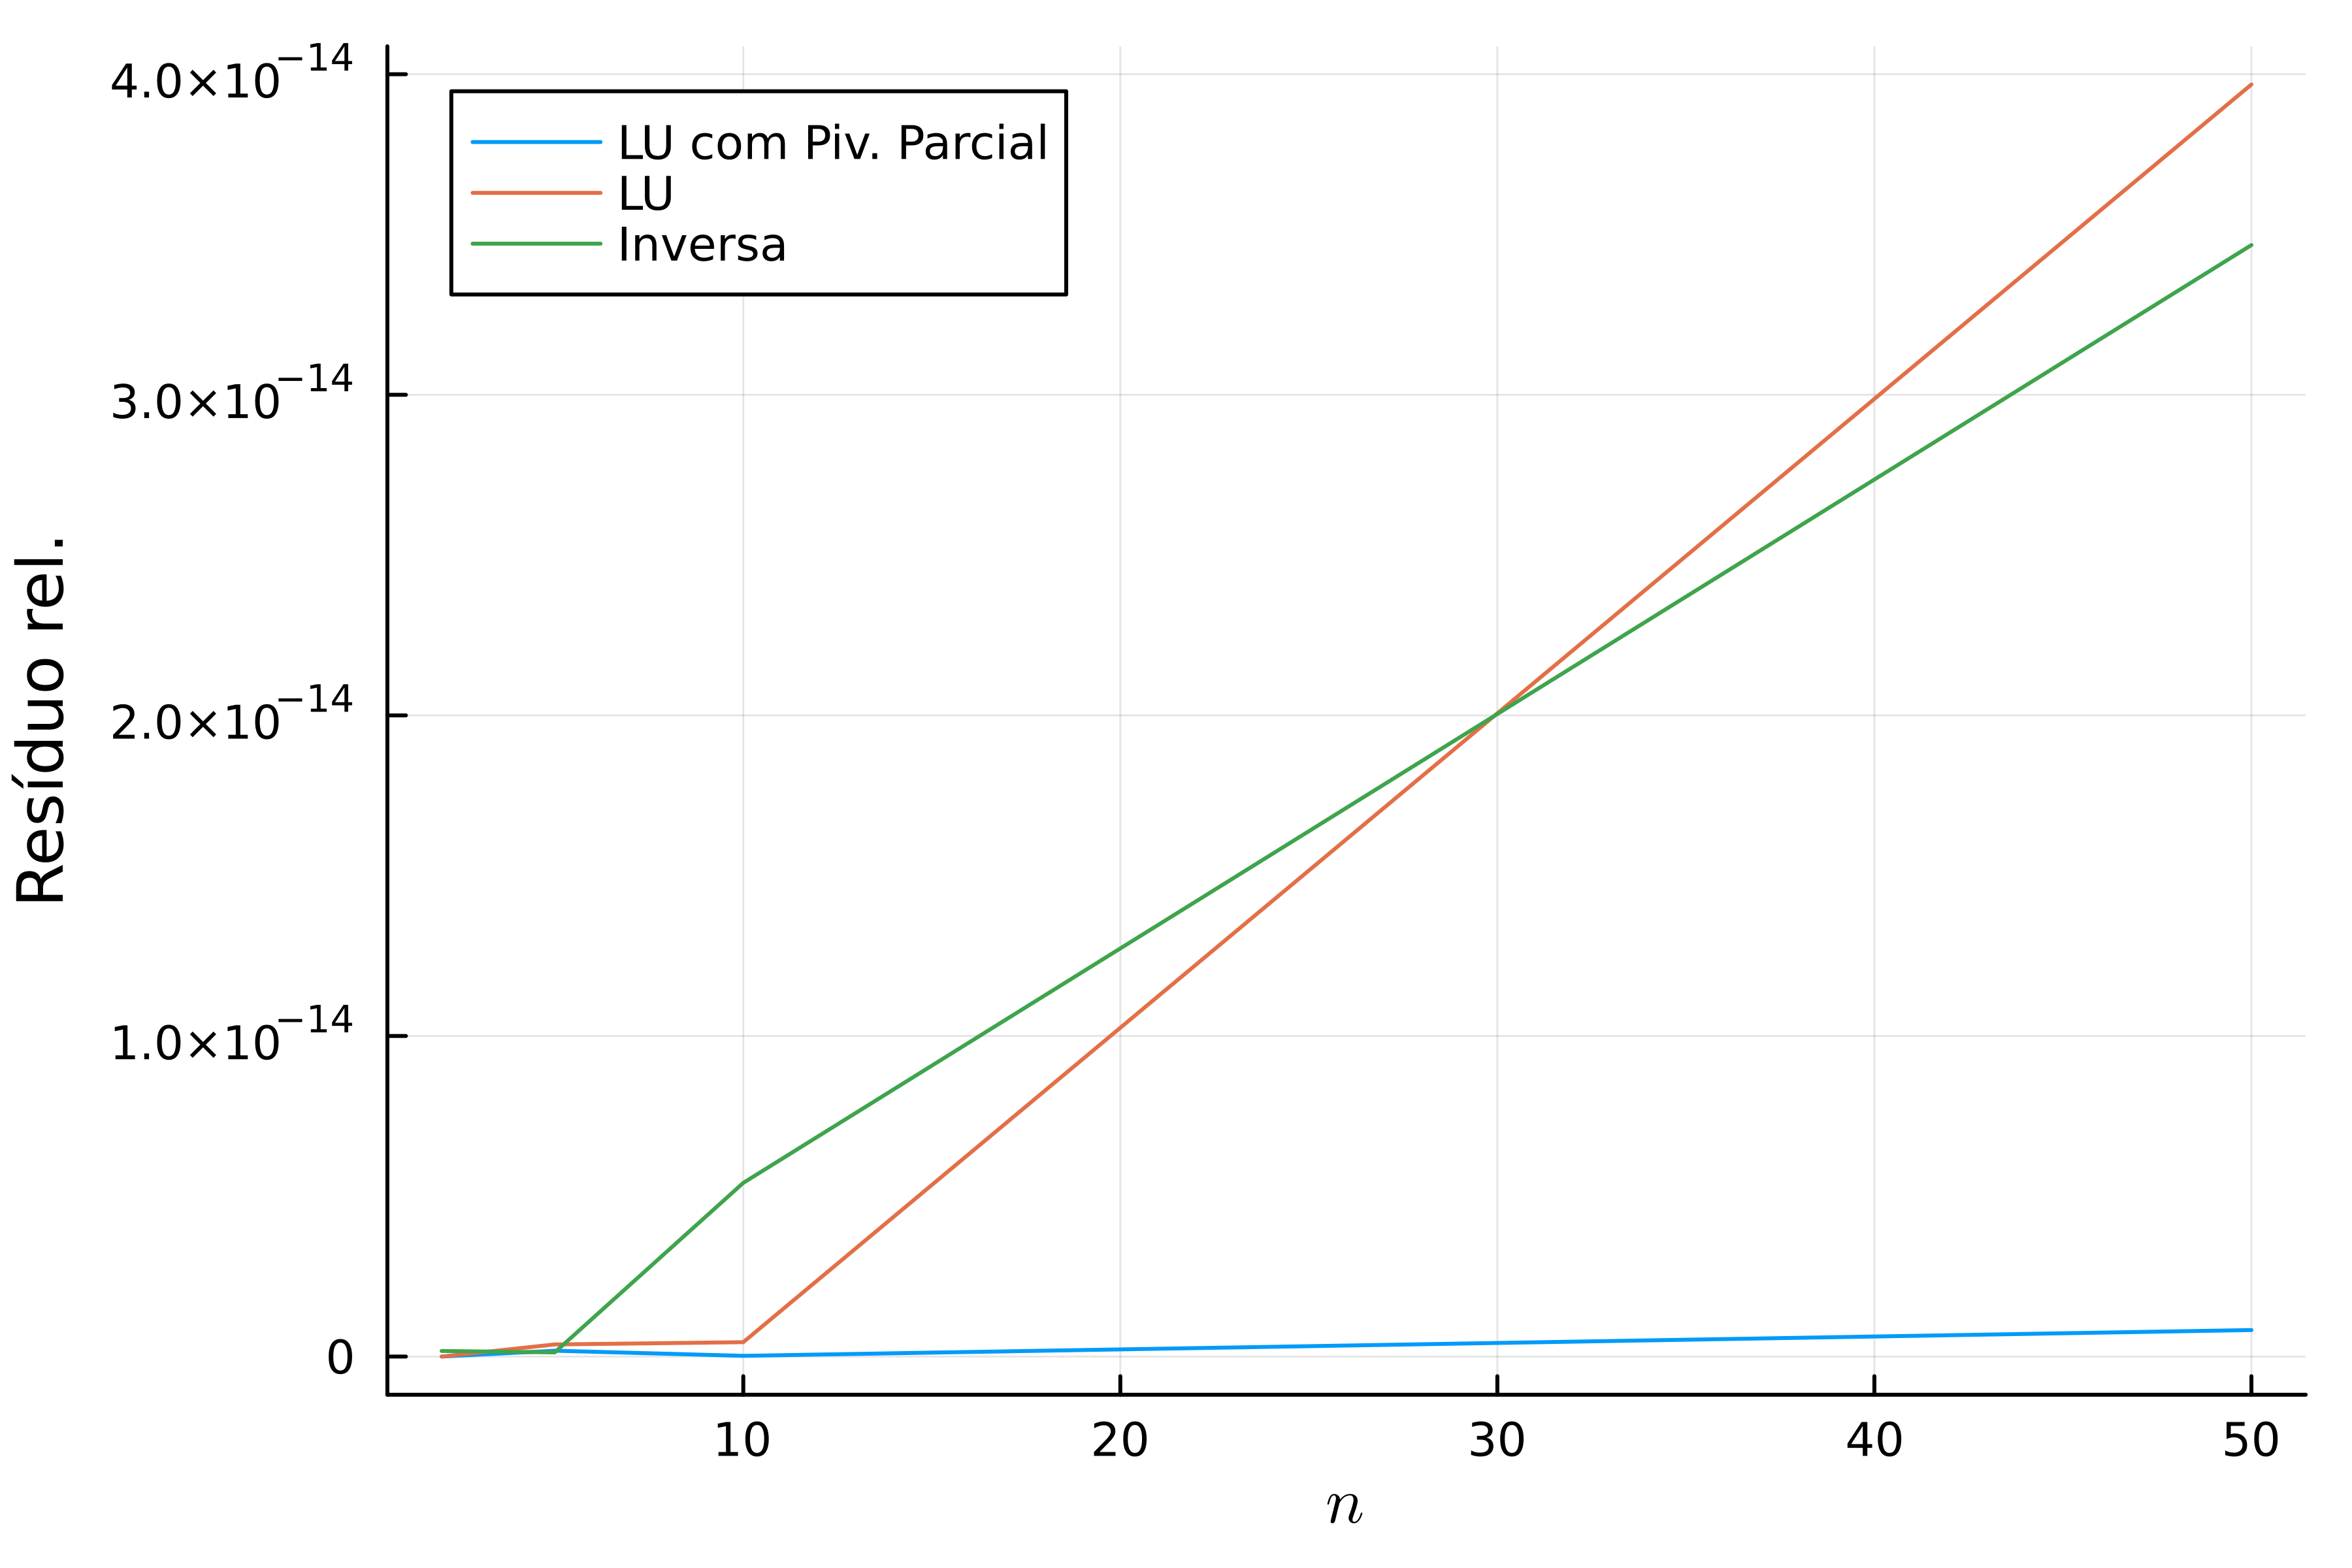 4.0×10⁻¹⁴
LU com Piv. Parcial
LU
Inversa
3.0×10⁻¹⁴
Resíduo rel.
2.0×10⁻¹⁴
1.0×10⁻¹⁴
0
10 20 30 40 50
n